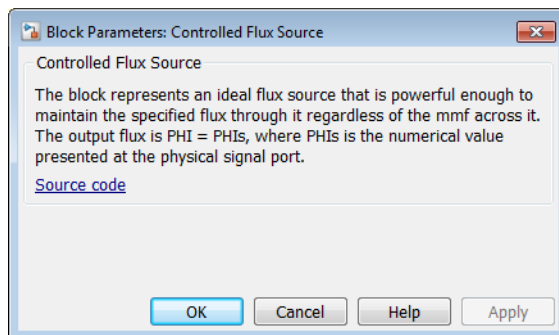 Block Parameters: Controlled Flux Source
Controlled Flux Source
The block represents an ideal flux source that is powerful enough to
maintain the specified flux through it regardless of the mmf across it.
The output flux is PHI = PHIs, where PHIs is the numerical value
presented at the physical signal port.
Source code
OK Cancel Help Apply